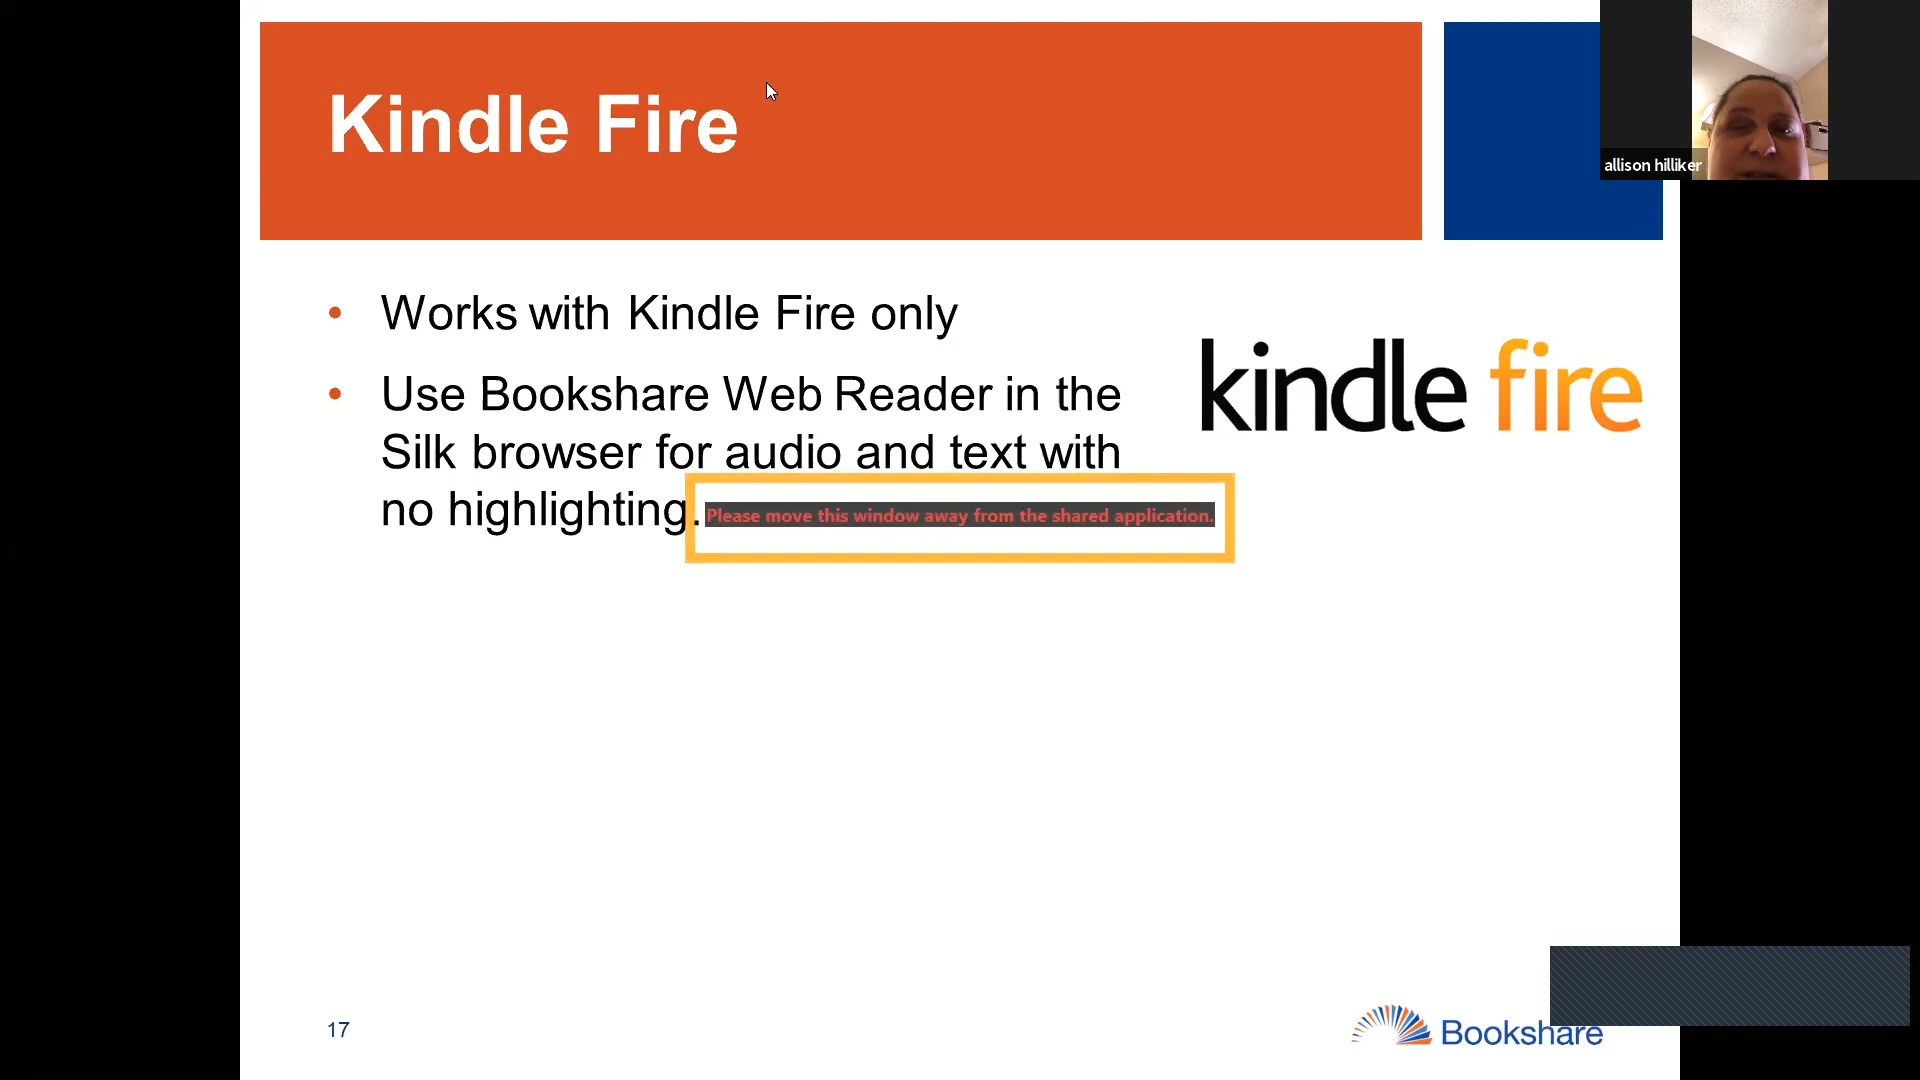 Kindle Fire
allison hilliker
• Works with Kindle Fire only
• Use Bookshare Web Reader in the
Silk browser for audio and text with
no highlighting.
kindle fire
Please move this window away from the shared application.
17
Bookshare